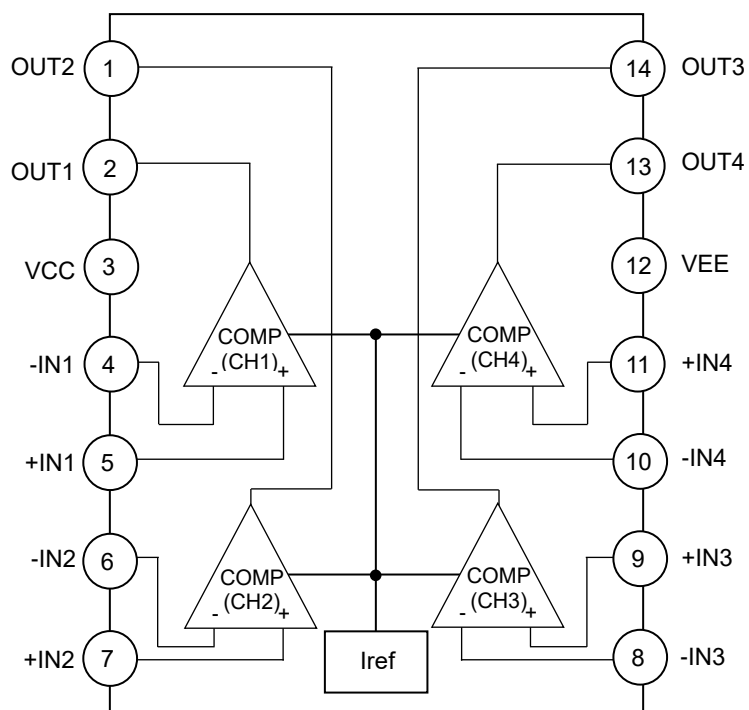 OUT2 1
14 OUT3
OUT1 2
13 OUT4
VCC 3
12 VEE
COMP
(CH1)
- +
COMP
(CH4)
- +
-IN1 4
11 +IN4
+IN1 5
10 -IN4
-IN2 6
9 +IN3
COMP
(CH2)
- +
COMP
(CH3)
- +
+IN2 7
Iref
8 -IN3